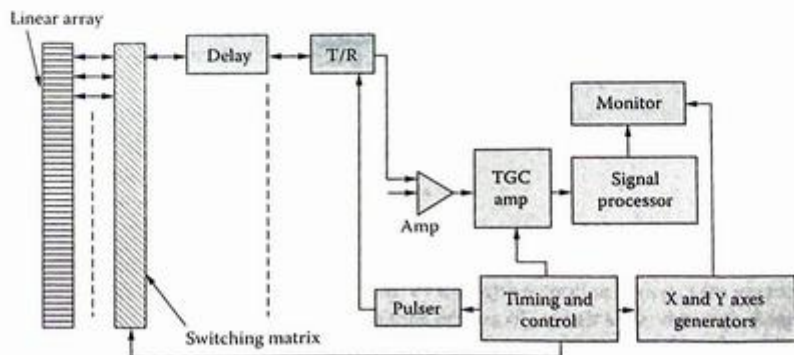 Linear array
Delay
T/R
Monitor
TGC
amp
Signal
processor
Amp
Pulser
Timing and
control
X and Y axes
generators
Switching matrix